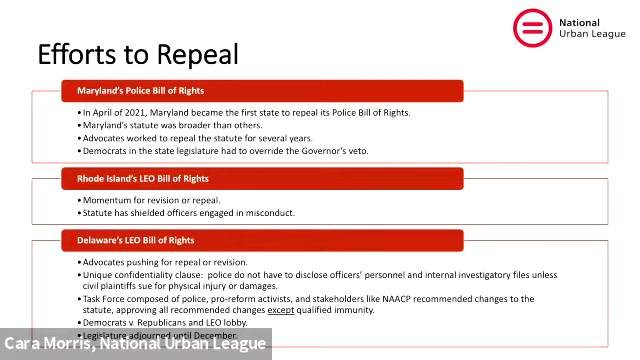 National
Urban League
Efforts to Repeal
Maryland's Police Bill of Rights
•In April of 2021, Maryland became the first state to repeal its Police Bill of Rights.
•Maryland's statute was broader than others.
•Advocates worked to repeal the statute for several years.
•Democrats in the state legislature had to override the Governor's veto.
Rhode Island's LEO Bill of Rights
•Momentum for revision or repeal.
•Statute has shielded officers engaged in misconduct.
Delaware's LEO Bill of Rights
•Advocates pushing for repeal or revision.
•Unique confidentiality clause: police do not have to disclose officers' personnel and internal investigatory files unless
civil plaintiffs sue for physical injury or damages.
•Task Force composed of police, pro-reform activists, and stakeholders like NAACP recommended changes to the
statute, approving all recommended changes except qualified immunity.
•Democrats v. Republicans and LEO lobby.
•Legislature adjourned until December.
Cara Morris, National Urban League